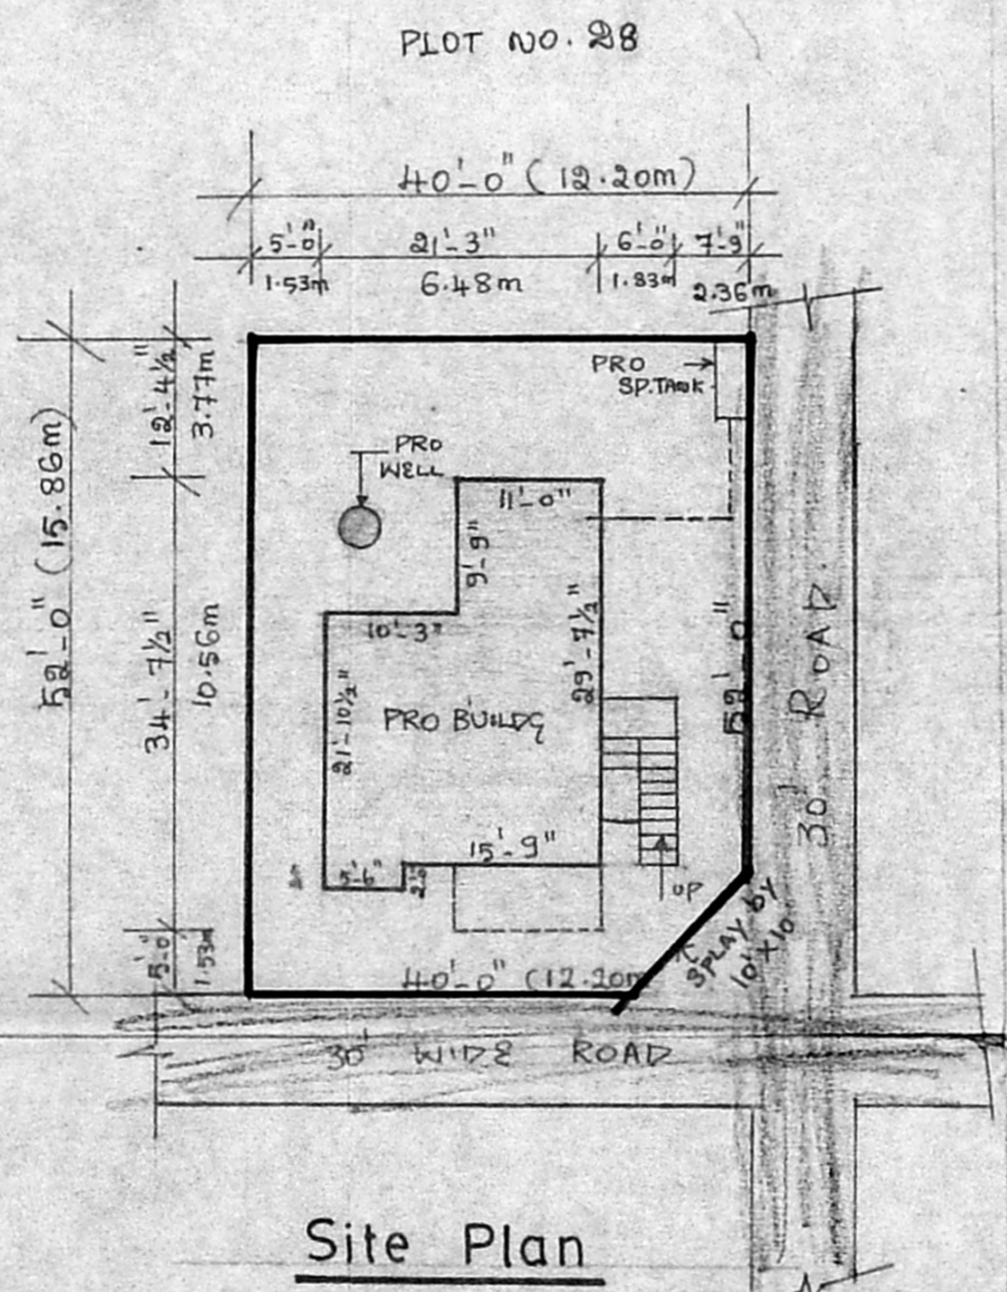 PLOT NO. 28
40'-0" (12.20m)
5'-0" 21'-3" 6'-0" 7'-9"
1.53m 6.48m 1.83m 2.36m
52'-0" (15.86m)
12'-4½"
3.77m
34'-7½"
10.56m
5'-0"
1.53m
PRO
SP.TANK
PRO
WELL
11'-0"
9'-9"
10'-3"
29'-7½"
52'-0"
21'-10½"
PRO BUILDG
15'-9"
5'-6"
2'-0"
UP
SPLAY by
10'X10'
40'-0" (12.20m
30' ROAD.
30' WIDE ROAD
Site Plan